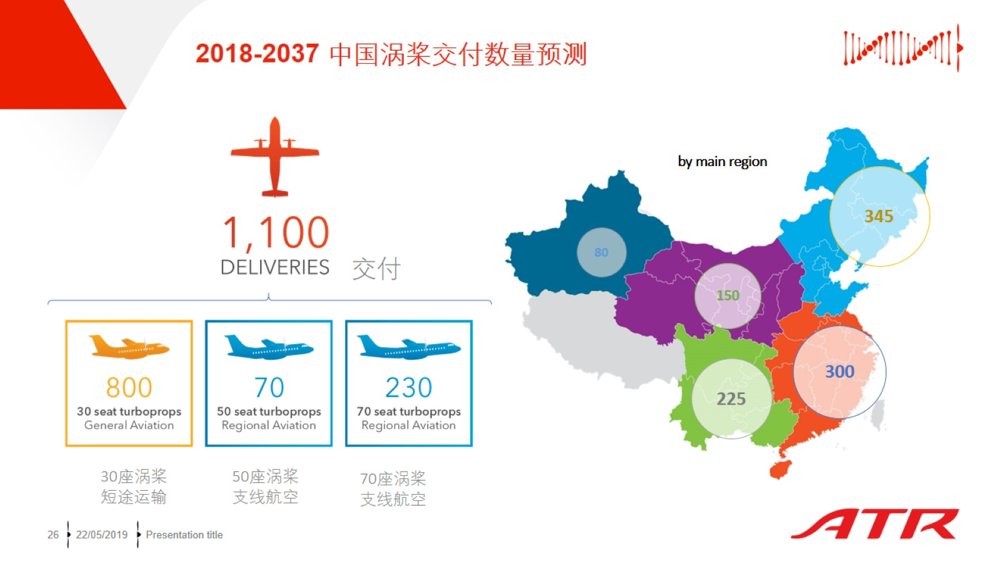 2018-2037 中国涡桨交付数量预测
by main region
1,100
DELIVERIES 交付
800
30 seat turboprops
General Aviation
70
50 seat turboprops
Regional Aviation
230
70 seat turboprops
Regional Aviation
30座涡桨
短途运输
50座涡桨
支线航空
70座涡桨
支线航空
345
80
150
300
225
26 22/05/2019 Presentation title
ATR